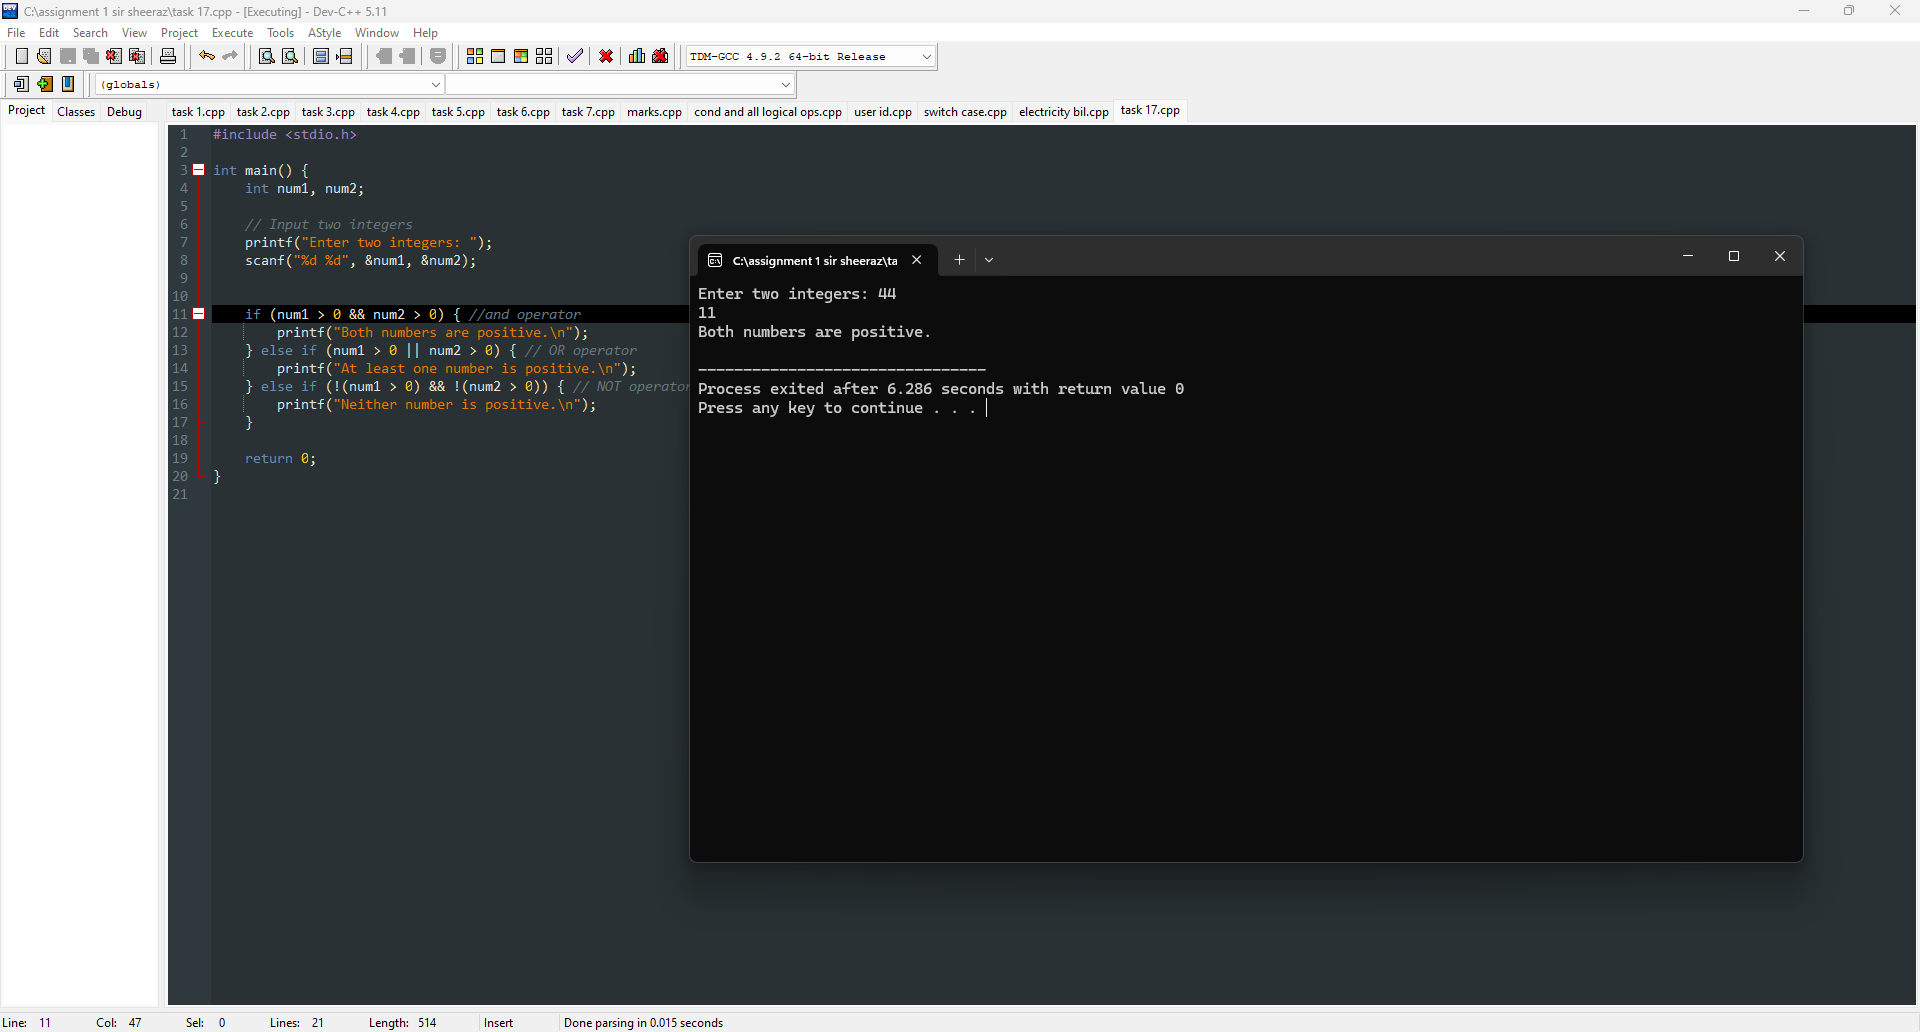 C:\assignment 1 sir sheeraz\task 17.cpp - [Executing] - Dev-C++ 5.11
File Edit Search View Project Execute Tools AStyle Window Help
TDM-GCC 4.9.2 64-bit Release
(globals)
Project Classes Debug task 1.cpp task 2.cpp task 3.cpp task 4.cpp task 5.cpp task 6.cpp task 7.cpp marks.cpp cond and all logical ops.cpp user id.cpp switch case.cpp electricity bil.cpp task 17.cpp
1 #include <stdio.h>
2
3 int main() {
4 int num1, num2;
5
6 // Input two integers
7 printf("Enter two integers: ");
8 scanf("%d %d", &num1, &num2);
9
10
11 if (num1 > 0 && num2 > 0) { //and operator
12 printf("Both numbers are positive.\n");
13 } else if (num1 > 0 || num2 > 0) { // OR operator
14 printf("At least one number is positive.\n");
15 } else if (!(num1 > 0) && !(num2 > 0)) { // NOT operator
16 printf("Neither number is positive.\n");
17 }
18
19 return 0;
20 }
21
C:\assignment 1 sir sheeraz\ta
Enter two integers: 44
11
Both numbers are positive.
--------------------------------
Process exited after 6.286 seconds with return value 0
Press any key to continue . . .
Line: 11 Col: 47 Sel: 0 Lines: 21 Length: 514 Insert Done parsing in 0.015 seconds